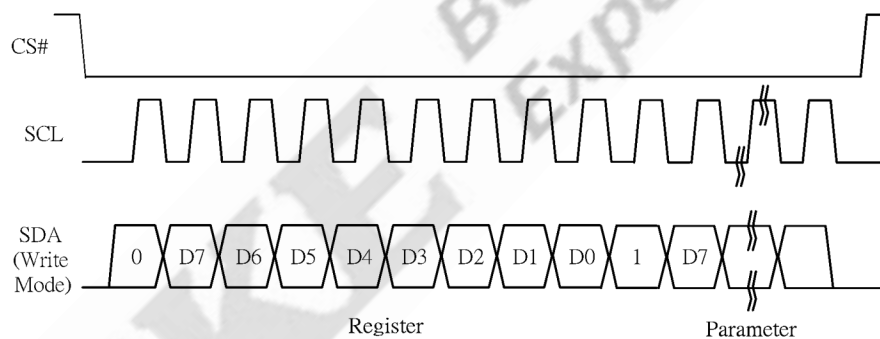 CS#
SCL
SDA
(Write
Mode)
0 D7 D6 D5 D4 D3 D2 D1 D0 1 D7
Register Parameter